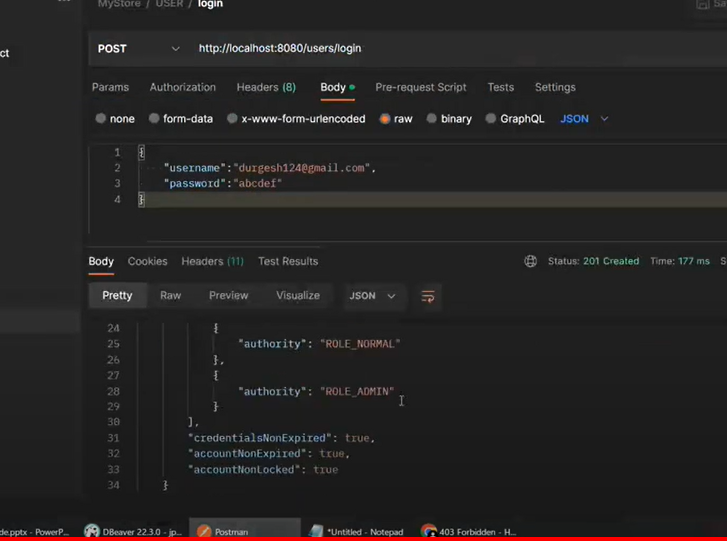 MyStore / USER / login
POST http://localhost:8080/users/login
Params Authorization Headers (8) Body Pre-request Script Tests Settings
none form-data x-www-form-urlencoded raw binary GraphQL JSON
1 {
2 "username":"durgesh124@gmail.com",
3 "password":"abcdef"
4 }
Body Cookies Headers (11) Test Results Status: 201 Created Time: 177 ms
Pretty Raw Preview Visualize JSON
24 {
25 "authority": "ROLE_NORMAL"
26 },
27 {
28 "authority": "ROLE_ADMIN"
29 }
30 ],
31 "credentialsNonExpired": true,
32 "accountNonExpired": true,
33 "accountNonLocked": true
34 }
de.pptx - PowerP... DBeaver 22.3.0 - jp... Postman *Untitled - Notepad 403 Forbidden - H...